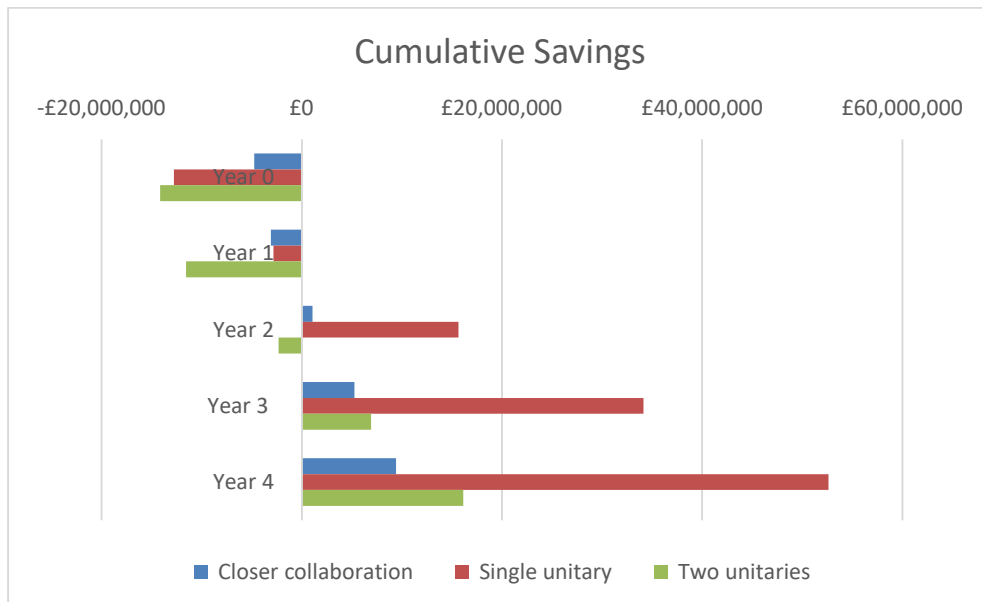 Cumulative Savings
-£20,000,000 £0 £20,000,000 £40,000,000 £60,000,000
Year 0
Year 1
Year 2
Year 3
Year 4
Closer collaboration Single unitary Two unitaries